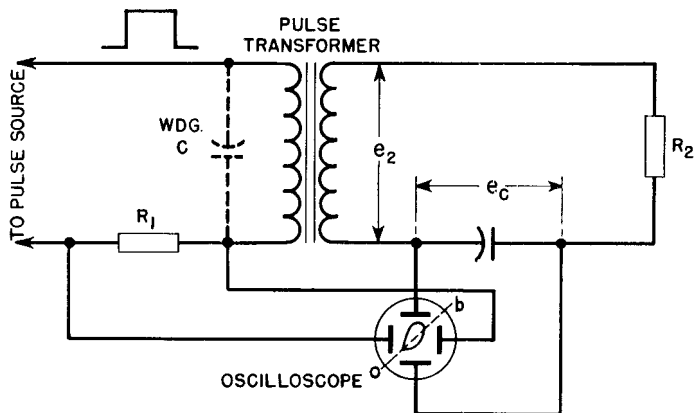 PULSE
TRANSFORMER
TO PULSE SOURCE
WDG.
C
e2
R2
ec
R1
b
a
OSCILLOSCOPE